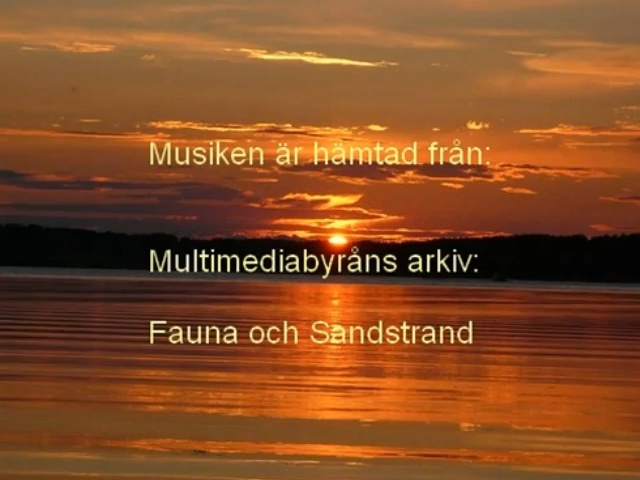 Musiken är hämtad från:
Multimediabyråns arkiv:
Fauna och Sandstrand